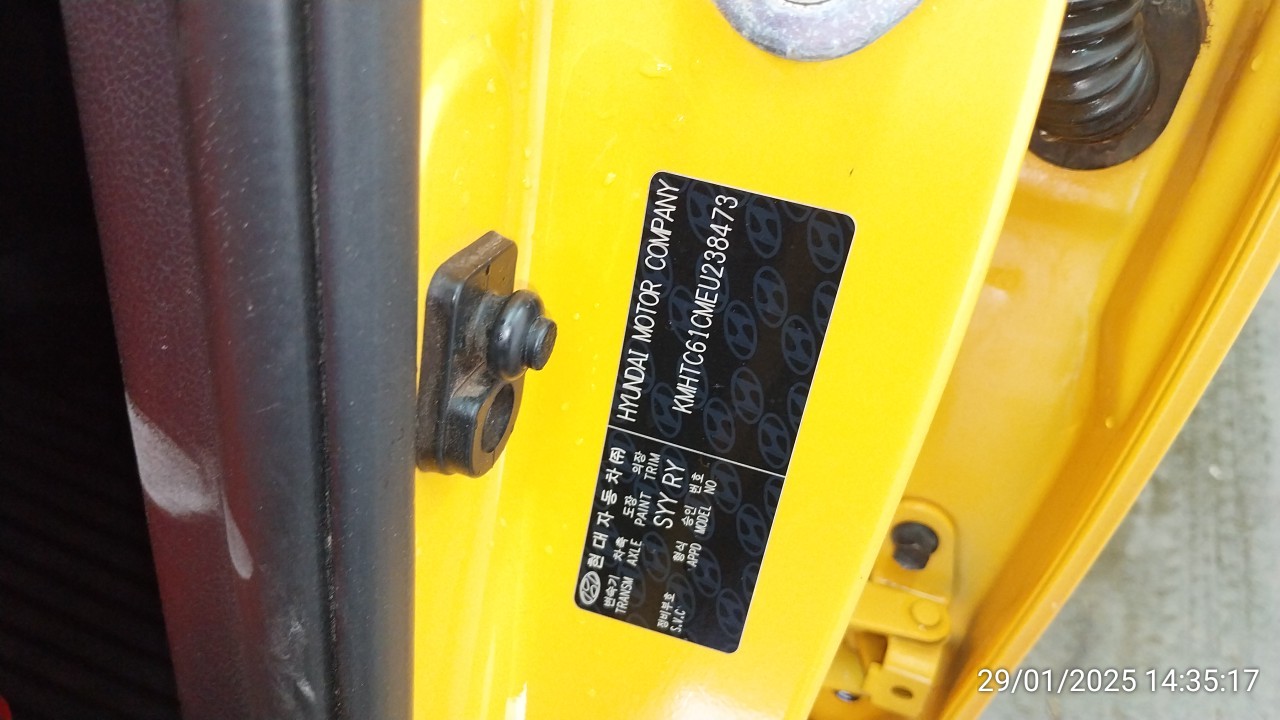 현대자동차(주) HYUNDAI MOTOR COMPANY
변속기 차축 도장 의장
TRANSM AXLE PAINT TRIM
SYY RY
KMHTC61CMEU238473
정비부호 형식 승인 번호
S.V.C APPD MODEL NO
29/01/2025 14:35:17